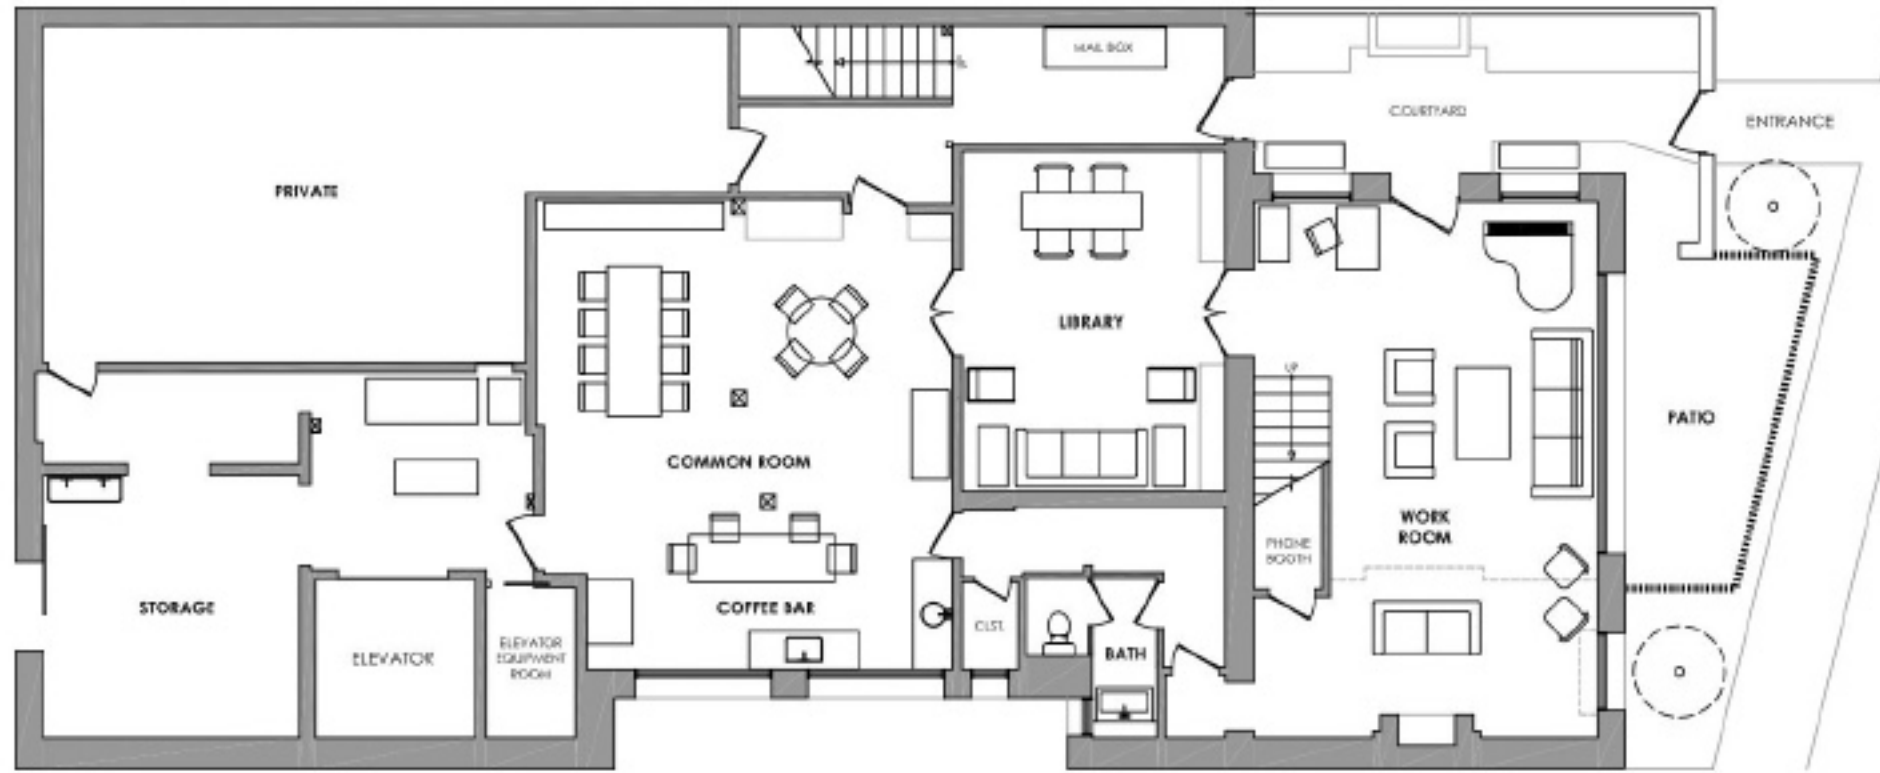 MAIL BOX
COURTYARD
ENTRANCE
PRIVATE
LIBRARY
UP
PATIO
COMMON ROOM
WORK
ROOM
PHONE
BOOTH
STORAGE
COFFEE BAR
CLST.
ELEVATOR
ELEVATOR
EQUIPMENT
ROOM
BATH